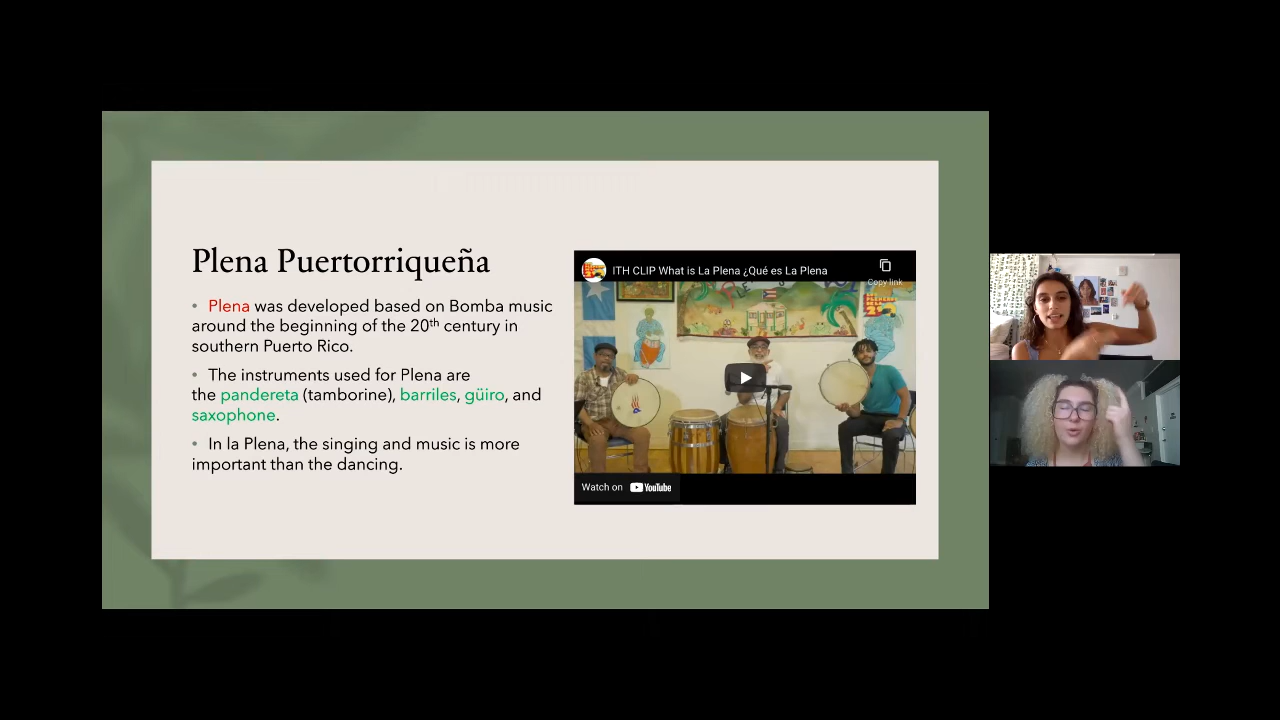 Plena Puertorriqueña
• Plena was developed based on Bomba music
around the beginning of the 20th century in
southern Puerto Rico.
• The instruments used for Plena are
the pandereta (tamborine), barriles, güiro, and
saxophone.
• In la Plena, the singing and music is more
important than the dancing.
ITH CLIP What is La Plena ¿Qué es La Plena
Copy link
Watch on YouTube